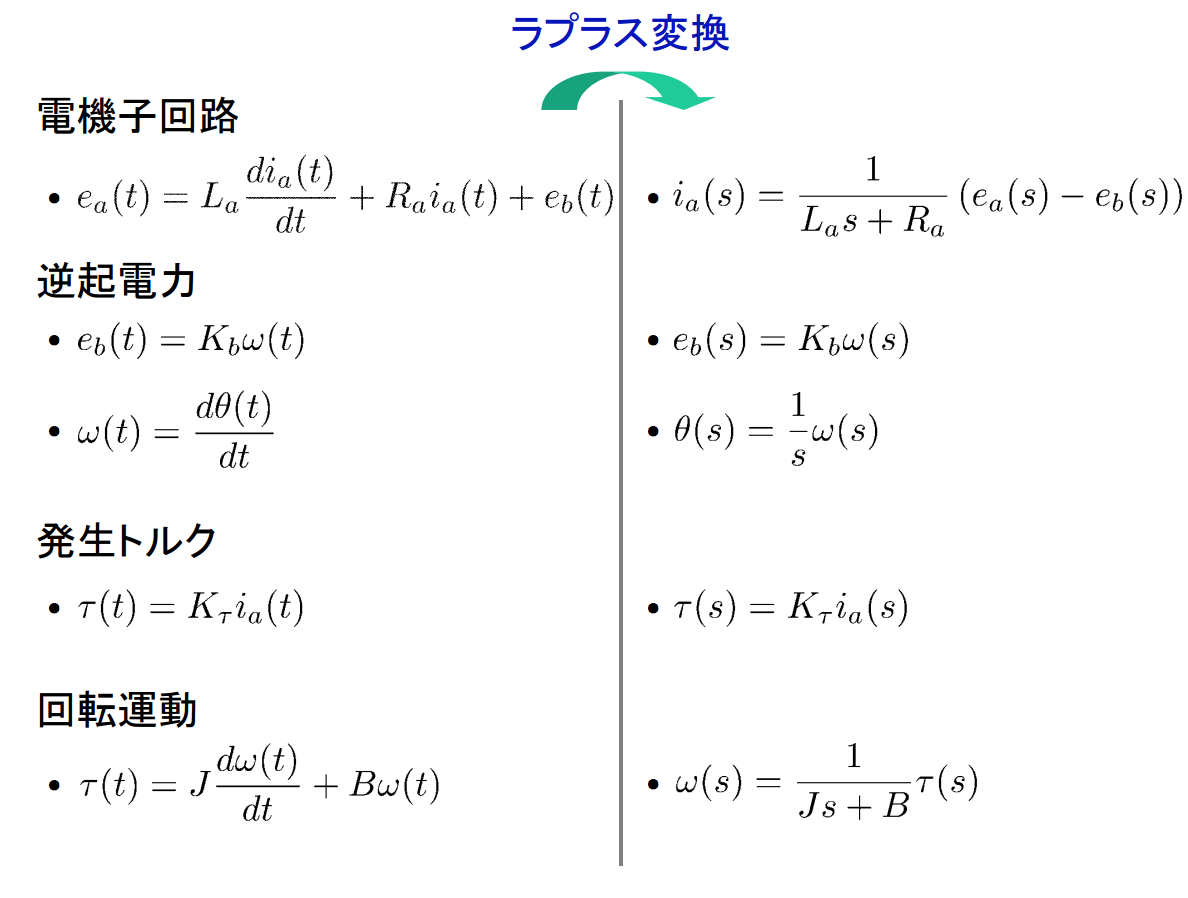 ラプラス変換
電機子回路
• $e_a(t) = L_a \frac{di_a(t)}{dt} + R_a i_a(t) + e_b(t)$
• $i_a(s) = \frac{1}{L_a s + R_a} (e_a(s) - e_b(s))$
逆起電力
• $e_b(t) = K_b \omega(t)$
• $e_b(s) = K_b \omega(s)$
• $\omega(t) = \frac{d\theta(t)}{dt}$
• $\theta(s) = \frac{1}{s} \omega(s)$
発生トルク
• $\tau(t) = K_\tau i_a(t)$
• $\tau(s) = K_\tau i_a(s)$
回転運動
• $\tau(t) = J \frac{d\omega(t)}{dt} + B\omega(t)$
• $\omega(s) = \frac{1}{Js + B} \tau(s)$